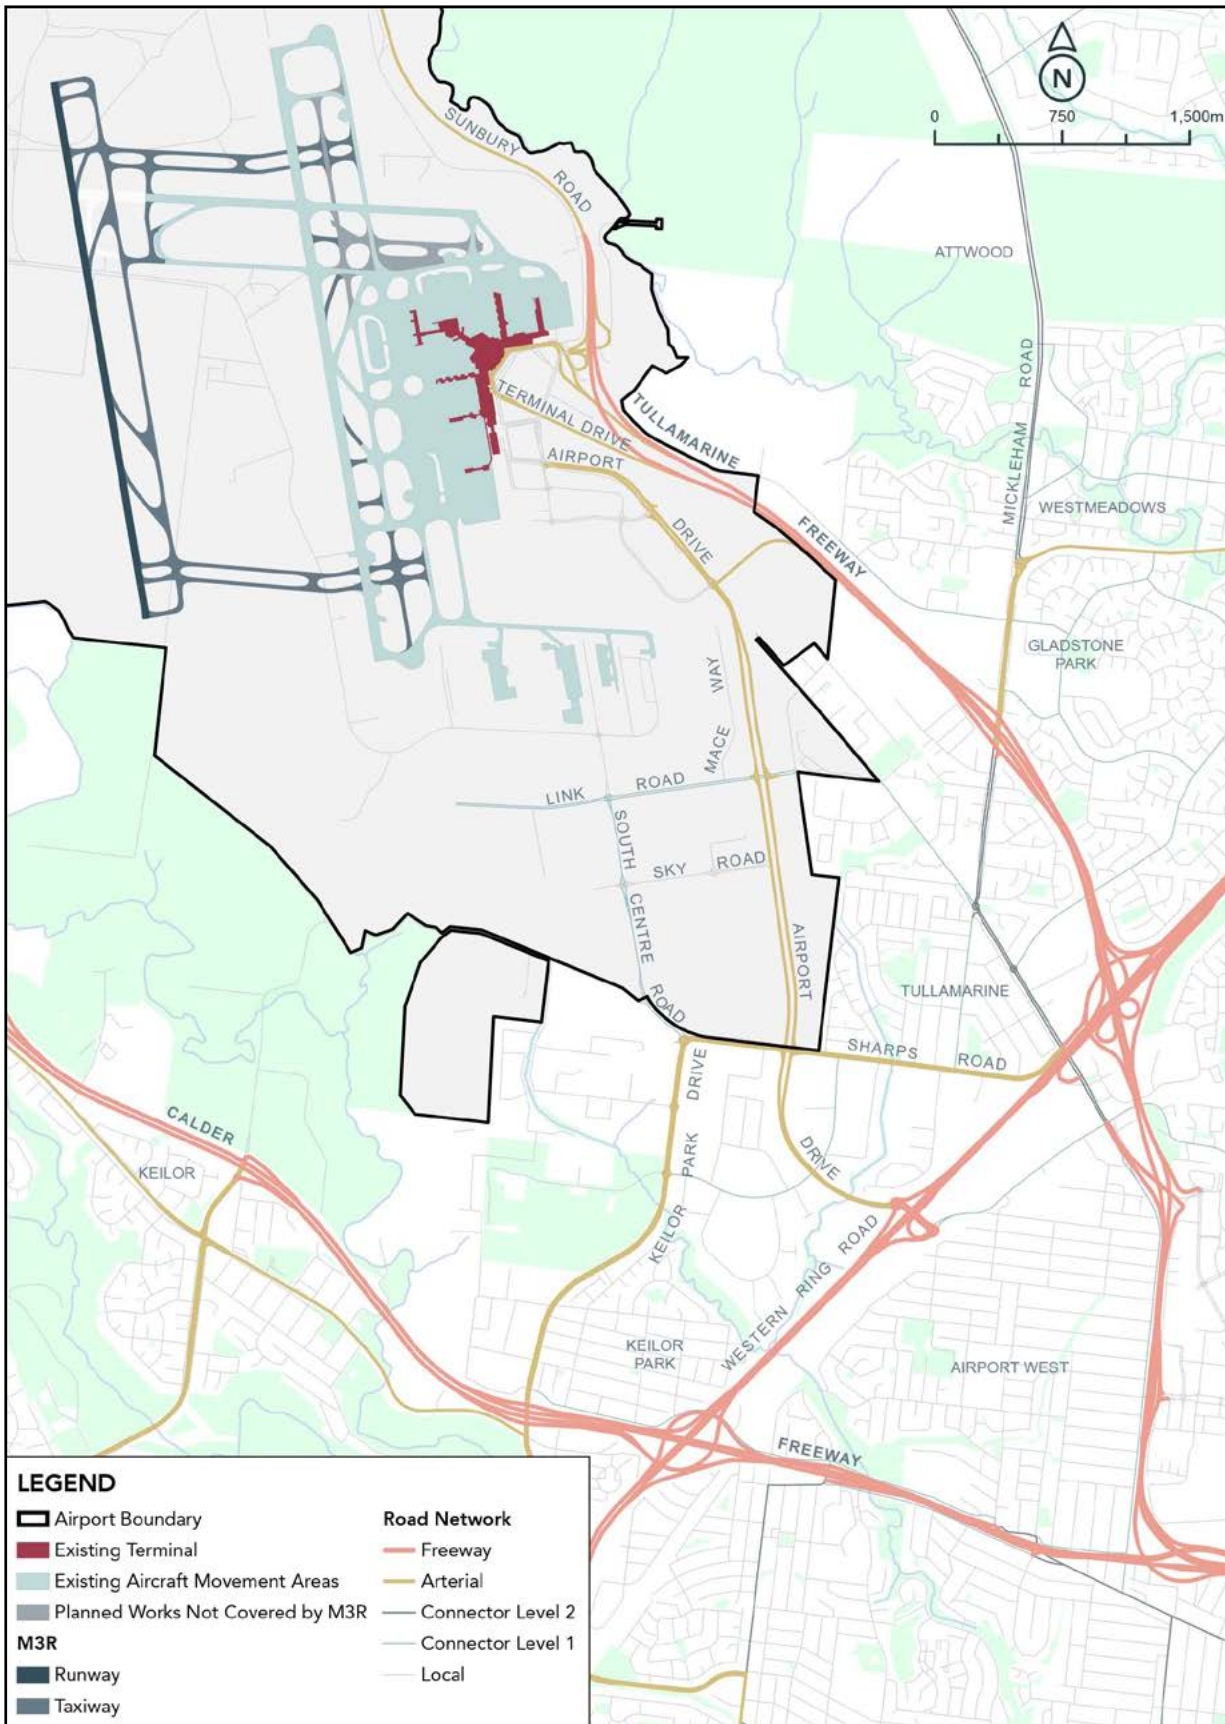 SUNBURY
ROAD
N
0 750 1,500m
ATTWOOD
MICKLEHAM ROAD
TERMINAL DRIVE
TULLAMARINE
AIRPORT
DRIVE
FREEWAY
WESTMEADOWS
GLADSTONE
PARK
MACE WAY
LINK ROAD
SOUTH
CENTRE
ROAD
SKY ROAD
AIRPORT
TULLAMARINE
SHARPS ROAD
DRIVE
CALDER
KEILOR
KEILOR PARK DRIVE
WESTERN RING ROAD
KEILOR
PARK
AIRPORT WEST
FREEWAY
LEGEND
Airport Boundary
Existing Terminal
Existing Aircraft Movement Areas
Planned Works Not Covered by M3R
M3R
Runway
Taxiway
Road Network
Freeway
Arterial
Connector Level 2
Connector Level 1
Local